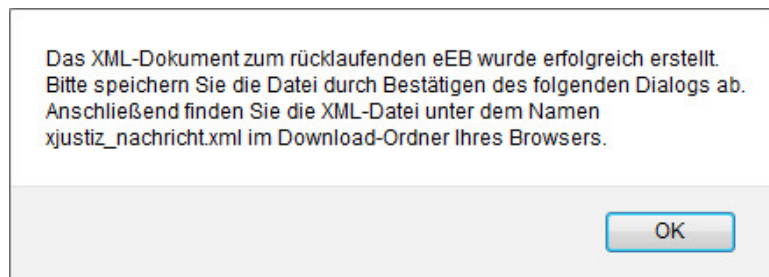 Das XML-Dokument zum rücklaufenden eEB wurde erfolgreich erstellt.
Bitte speichern Sie die Datei durch Bestätigen des folgenden Dialogs ab.
Anschließend finden Sie die XML-Datei unter dem Namen
xjustiz_nachricht.xml im Download-Ordner Ihres Browsers.
OK